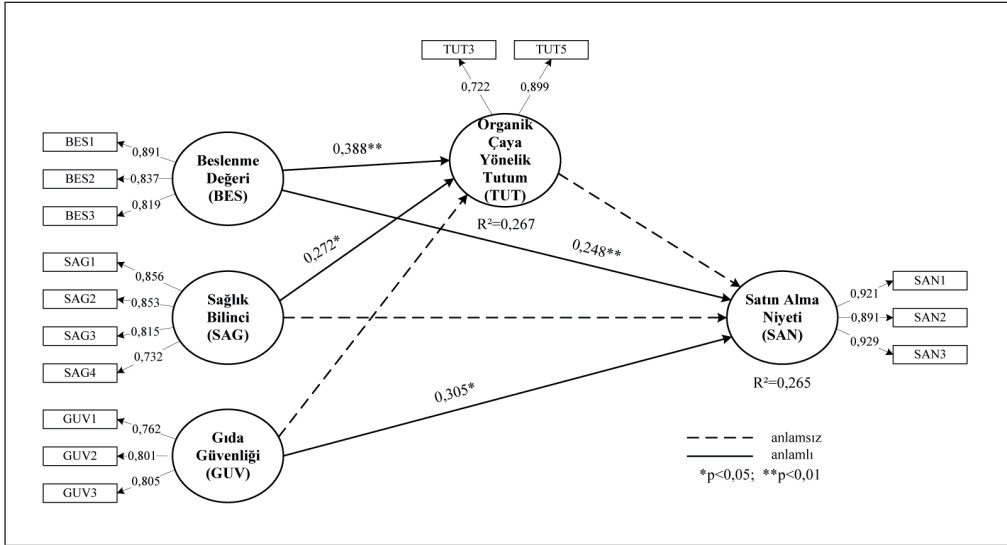 TUT3
TUT5
0,722
0,899
Organik
Çaya
Yönelik
Tutum
(TUT)
R²=0,267
BES1
BES2
BES3
0,891
0,837
0,819
Beslenme
Değeri
(BES)
0,388**
0,248**
SAG1
SAG2
SAG3
SAG4
0,856
0,853
0,815
0,732
Sağlık
Bilinci
(SAG)
0,272*
Satın Alma
Niyeti
(SAN)
R²=0,265
0,921
0,891
0,929
SAN1
SAN2
SAN3
GUV1
GUV2
GUV3
0,762
0,801
0,805
Gıda
Güvenliği
(GUV)
0,305*
anlamsız
anlamlı
*p<0,05; **p<0,01